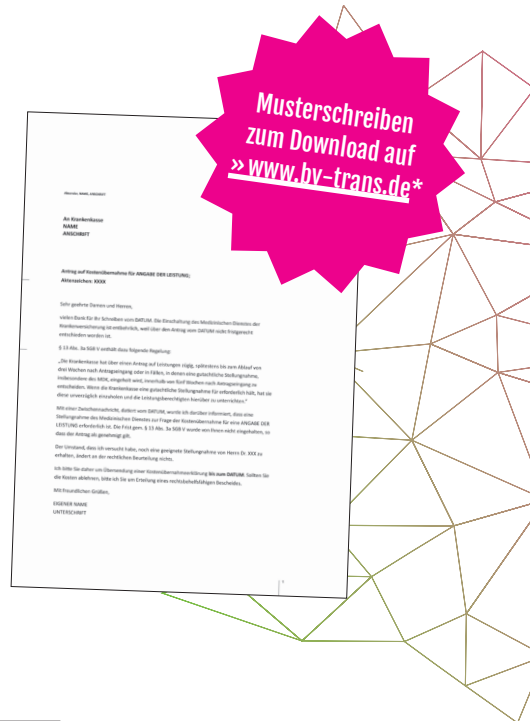 Musterschreiben
zum Download auf
»www.bv-trans.de*
Absender: NAME, ANSCHRIFT
An Krankenkasse
NAME
ANSCHRIFT
Antrag auf Kostenübernahme für ANGABE DER LEISTUNG;
Aktenzeichen: XXXX
Sehr geehrte Damen und Herren,
vielen Dank für Ihr Schreiben vom DATUM. Die Einschaltung des Medizinischen Dienstes der
Krankenversicherung ist entbehrlich, weil über den Antrag vom DATUM nicht fristgerecht
entschieden worden ist.
§ 13 Abs. 3a SGB V enthält dazu folgende Regelung:
„Die Krankenkasse hat über einen Antrag auf Leistungen zügig, spätestens bis zum Ablauf von
drei Wochen nach Antragseingang oder in Fällen, in denen eine gutachtliche Stellungnahme,
insbesondere des MDK, eingeholt wird, innerhalb von fünf Wochen nach Antragseingang zu
entscheiden. Wenn die Krankenkasse eine gutachtliche Stellungnahme für erforderlich hält, hat sie
diese unverzüglich einzuholen und die Leistungsberechtigten hierüber zu unterrichten.“
Mit einer Zwischennachricht, datiert vom DATUM, wurde ich darüber informiert, dass eine
Stellungnahme des Medizinischen Dienstes zur Frage der Kostenübernahme für eine ANGABE DER
LEISTUNG erforderlich ist. Die Frist gem. § 13 Abs. 3a SGB V wurde von Ihnen nicht eingehalten, so
dass der Antrag als genehmigt gilt.
Der Umstand, dass ich versucht habe, noch eine geeignete Stellungnahme von Herrn Dr. XXX zu
erhalten, ändert an der rechtlichen Beurteilung nichts.
Ich bitte Sie daher um Übersendung einer Kostenübernahmeerklärung bis zum DATUM. Sollten Sie
die Kosten ablehnen, bitte ich Sie um Erteilung eines rechtsbehelfsfähigen Bescheides.
Mit freundlichen Grüßen,
EIGENER NAME
UNTERSCHRIFT